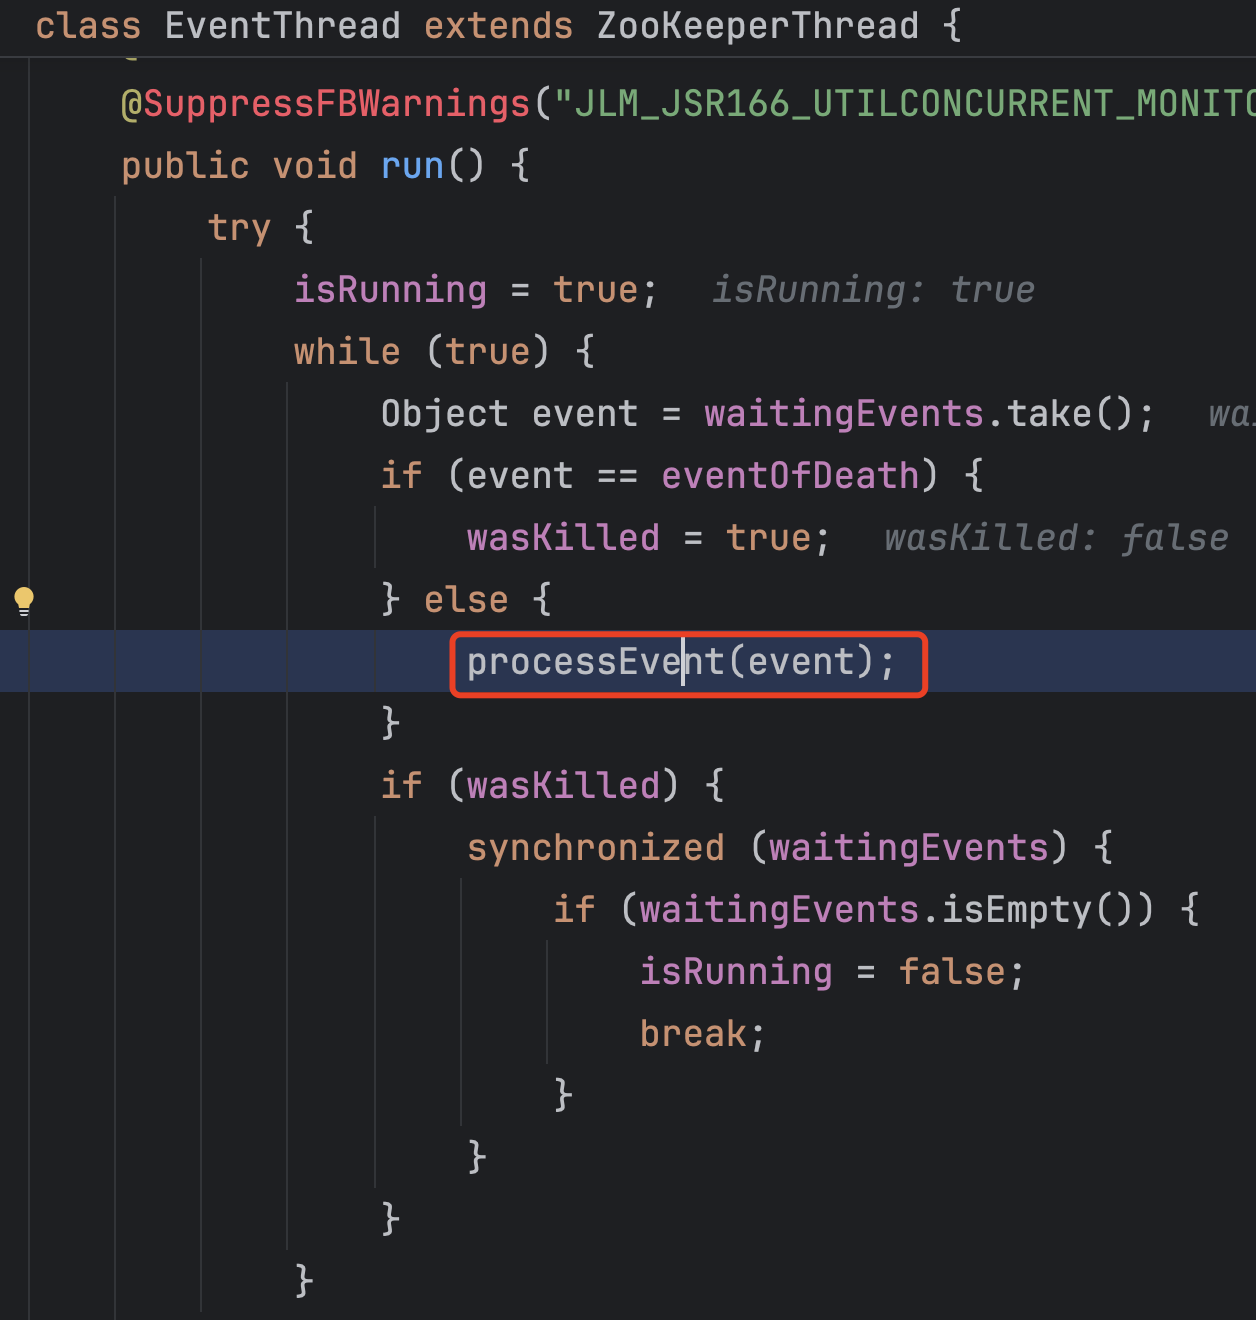 class EventThread extends ZooKeeperThread {
@SuppressFBWarnings("JLM_JSR166_UTILCONCURRENT_MONITO
public void run() {
try {
isRunning = true; isRunning: true
while (true) {
Object event = waitingEvents.take(); wa
if (event == eventOfDeath) {
wasKilled = true; wasKilled: false
} else {
processEvent(event);
}
if (wasKilled) {
synchronized (waitingEvents) {
if (waitingEvents.isEmpty()) {
isRunning = false;
break;
}
}
}
}